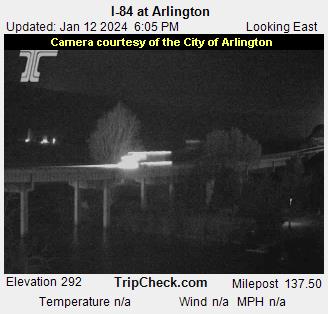 I-84 at Arlington
Updated: Jan 12 2024 6:05 PM Looking East
Camera courtesy of the City of Arlington
Elevation 292 TripCheck.com Milepost 137.50
Temperature n/a Wind n/a MPH n/a